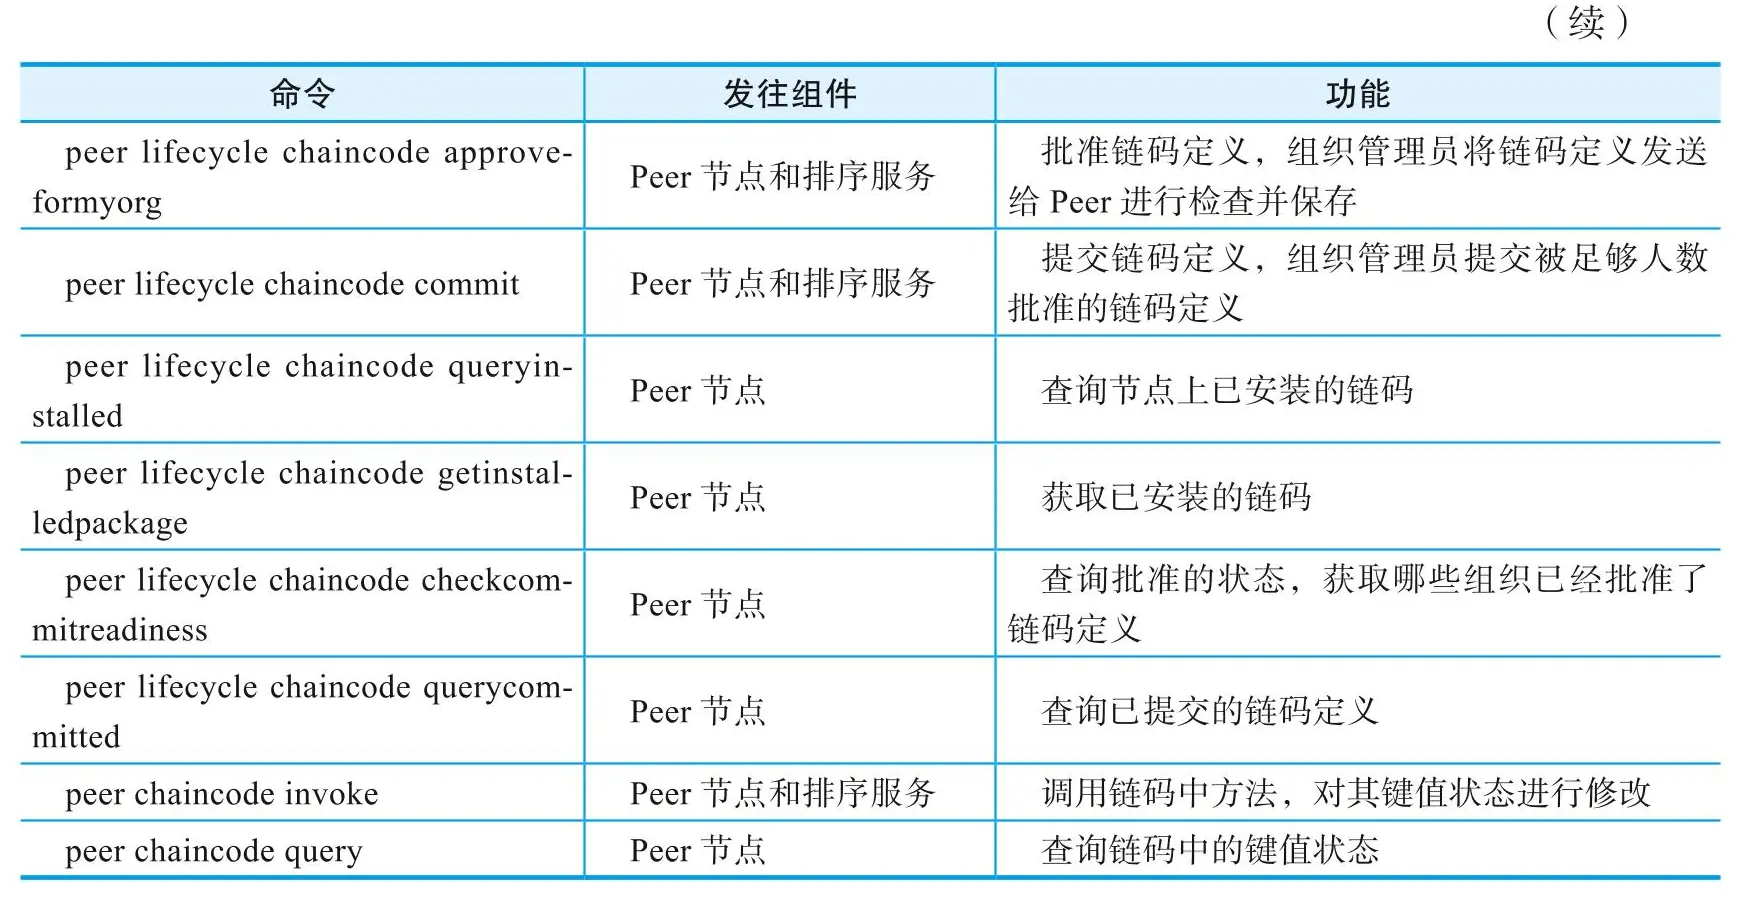 （续）
命令 发往组件 功能
peer lifecycle chaincode approve-
formyorg
Peer 节点和排序服务
批准链码定义，组织管理员将链码定义发送
给 Peer 进行检查并保存
peer lifecycle chaincode commit
Peer 节点和排序服务
提交链码定义，组织管理员提交被足够人数
批准的链码定义
peer lifecycle chaincode queryin-
stalled
Peer 节点
查询节点上已安装的链码
peer lifecycle chaincode getinstal-
ledpackage
Peer 节点
获取已安装的链码
peer lifecycle chaincode checkcom-
mitreadiness
Peer 节点
查询批准的状态，获取哪些组织已经批准了
链码定义
peer lifecycle chaincode querycom-
mitted
Peer 节点
查询已提交的链码定义
peer chaincode invoke
Peer 节点和排序服务
调用链码中方法，对其键值状态进行修改
peer chaincode query
Peer 节点
查询链码中的键值状态